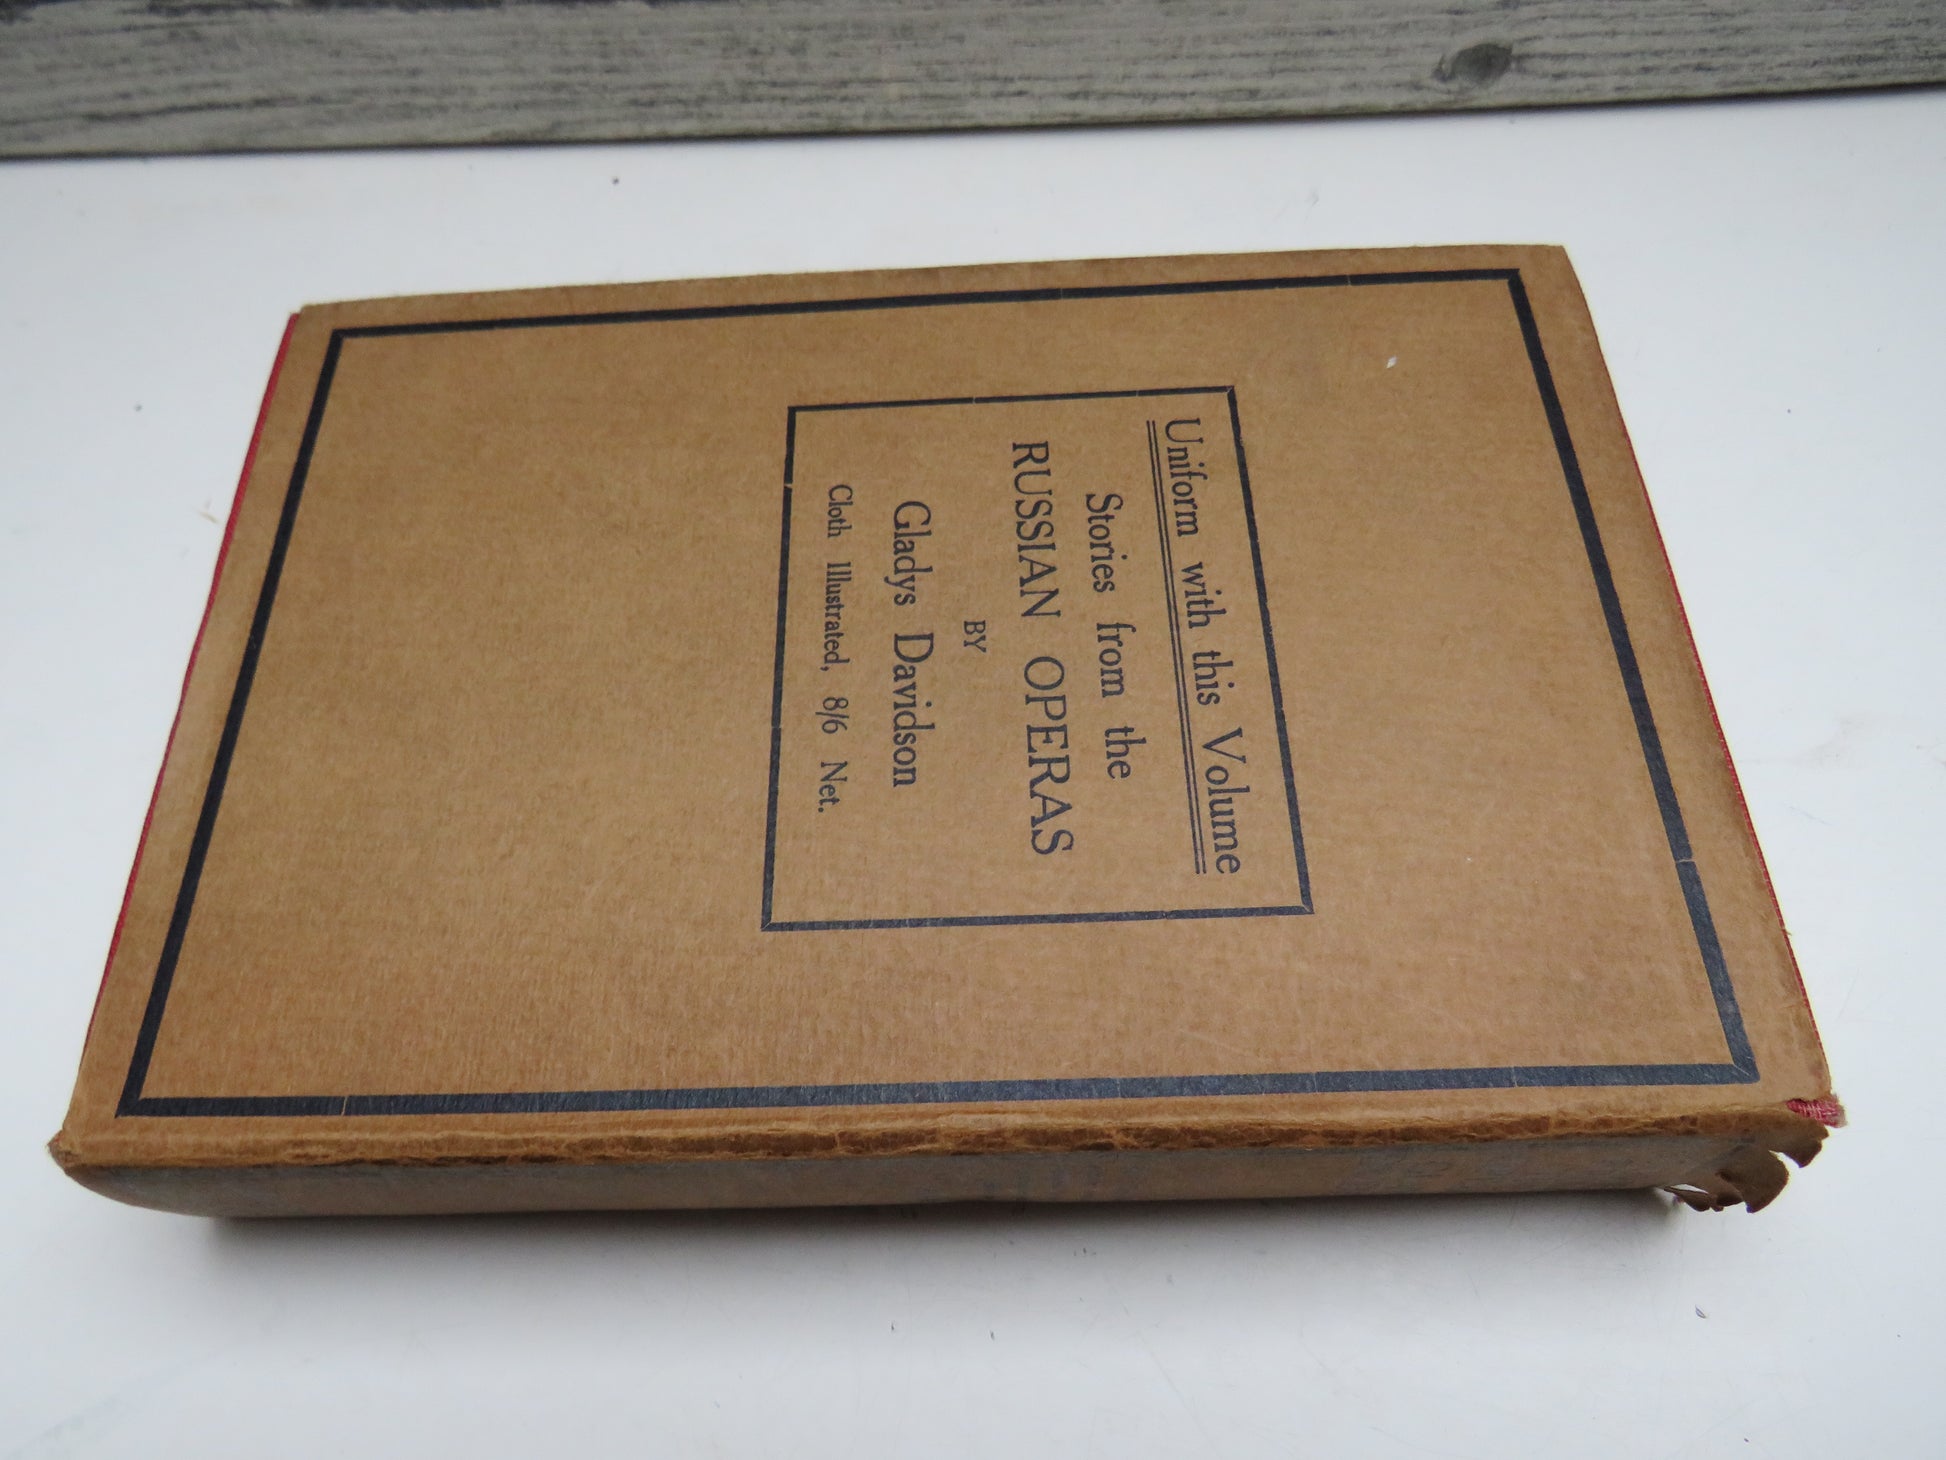 Uniform with this Volume
Stories from the
RUSSIAN OPERAS
BY
Gladys Davidson
Cloth Illustrated, 8/6 Net.